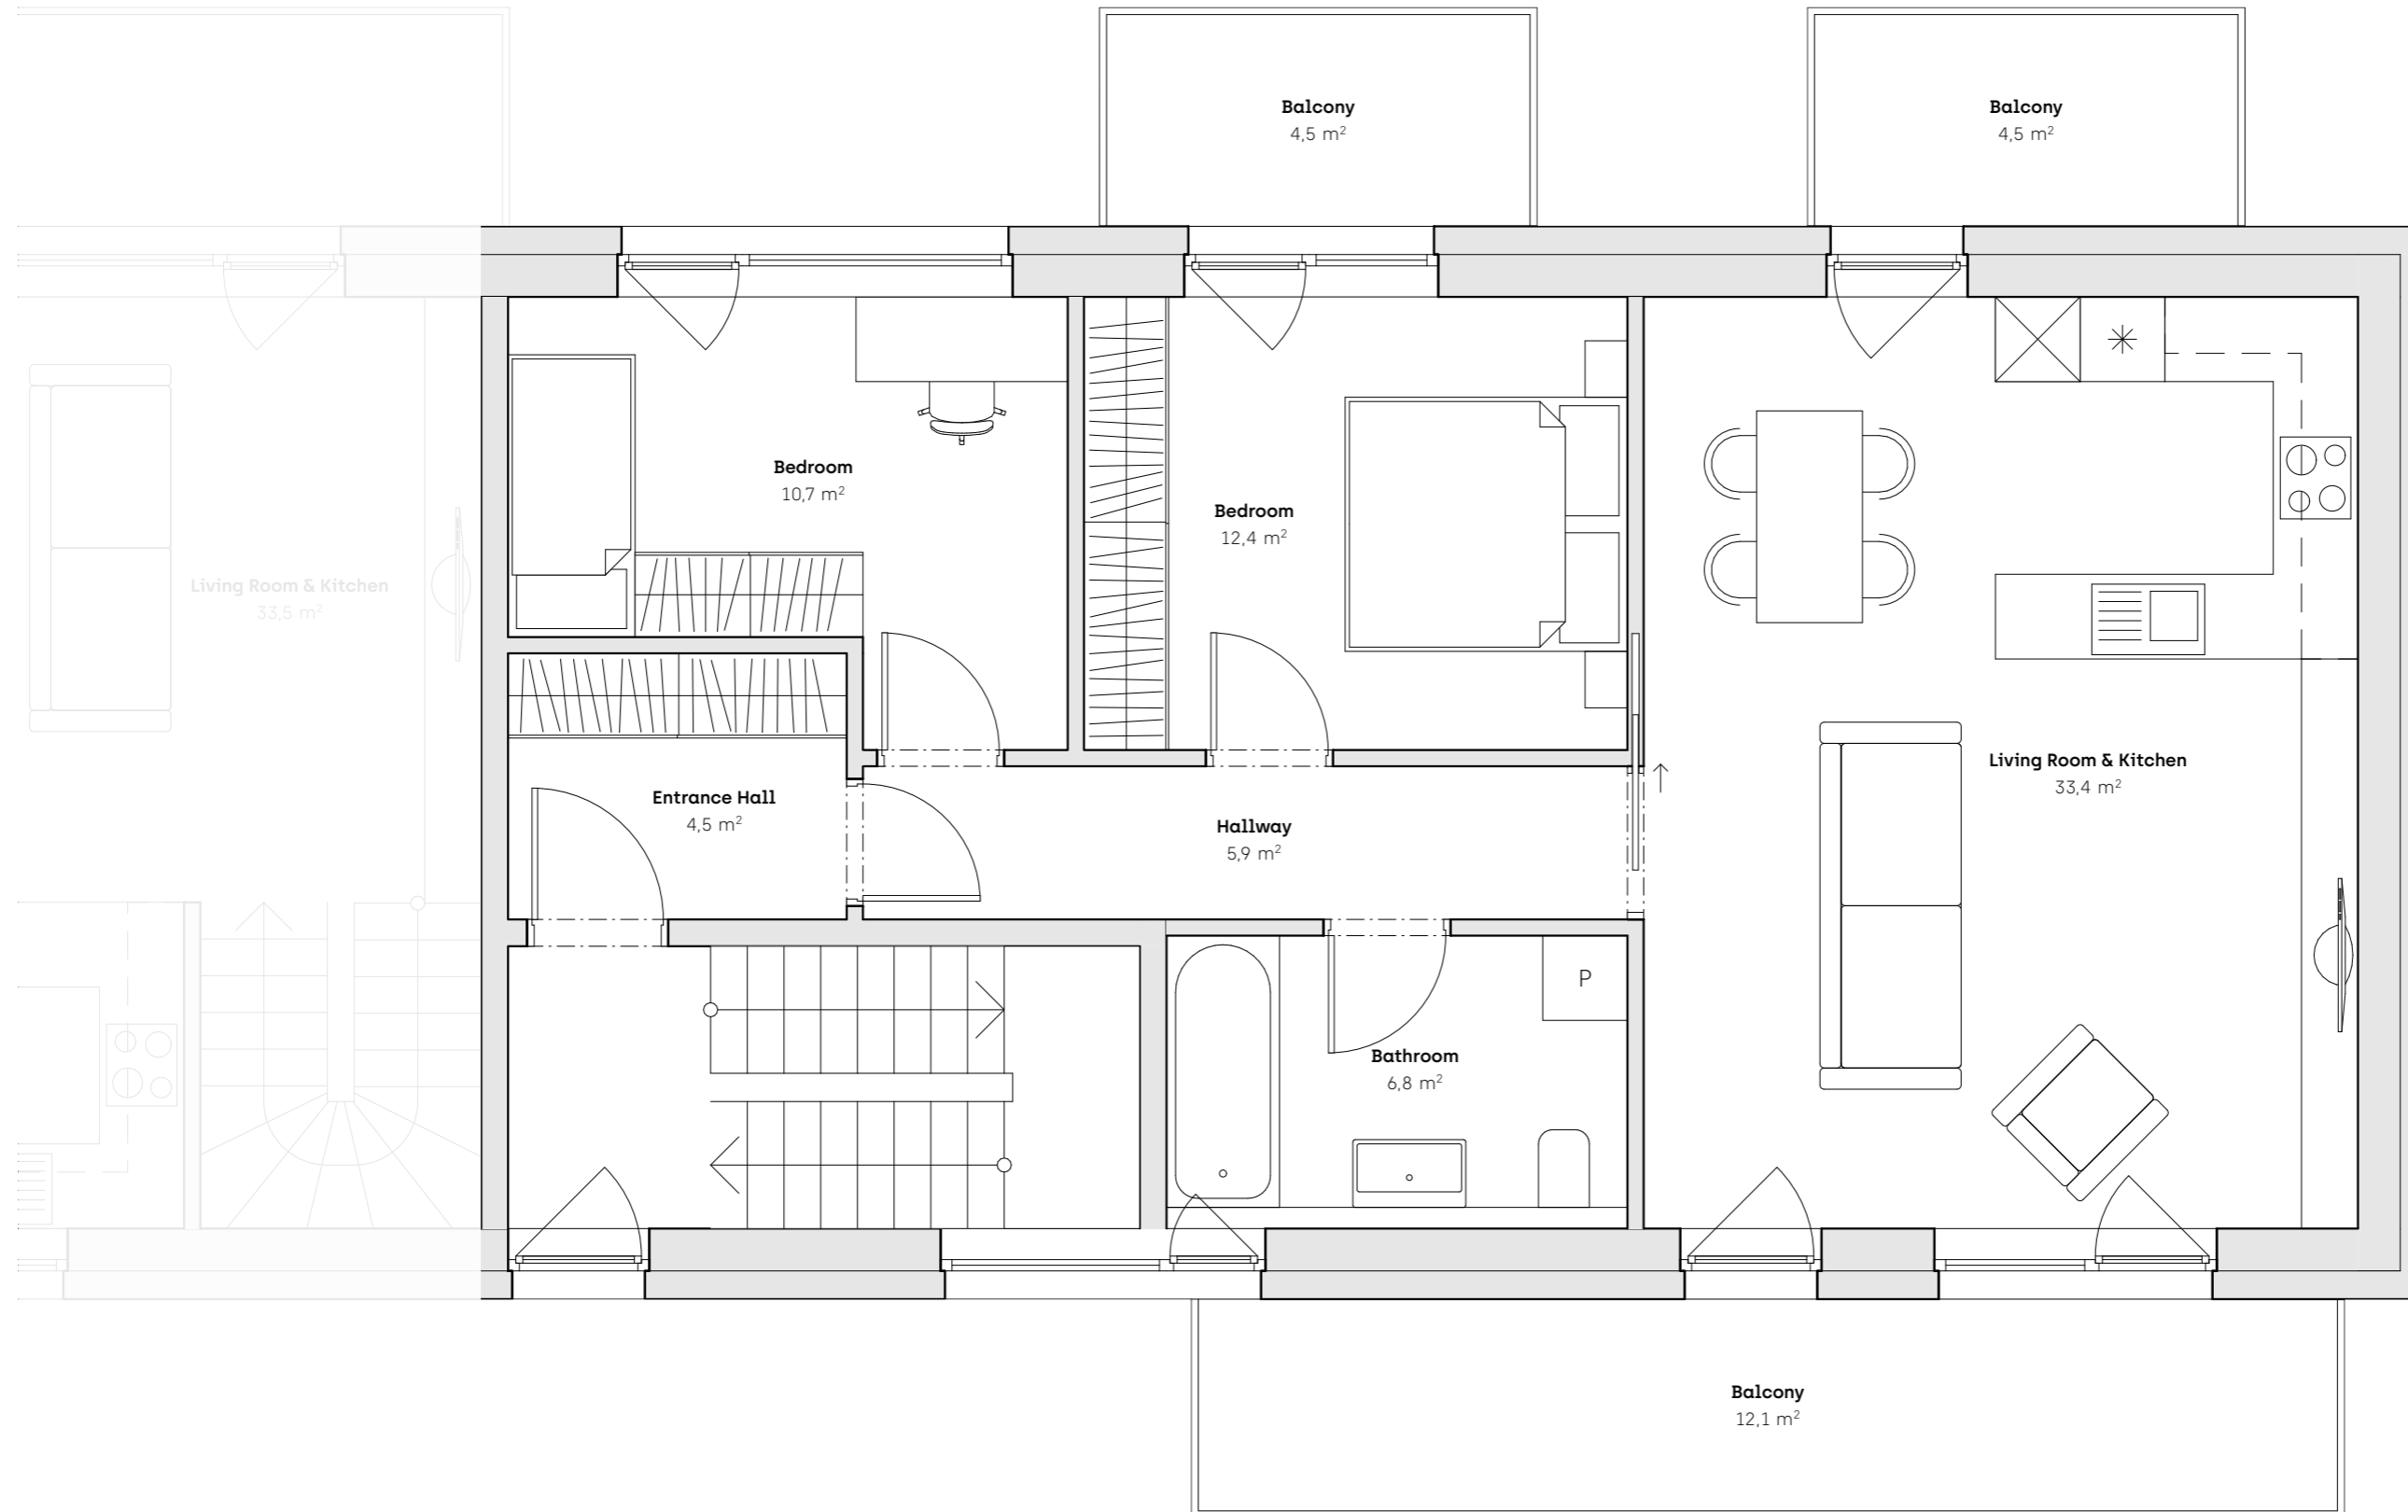 Balcony
4,5 m²
Balcony
4,5 m²
Bedroom
10,7 m²
Bedroom
12,4 m²
Living Room & Kitchen
33,5 m²
Living Room & Kitchen
33,4 m²
Entrance Hall
4,5 m²
Hallway
5,9 m²
P
Bathroom
6,8 m²
Balcony
12,1 m²